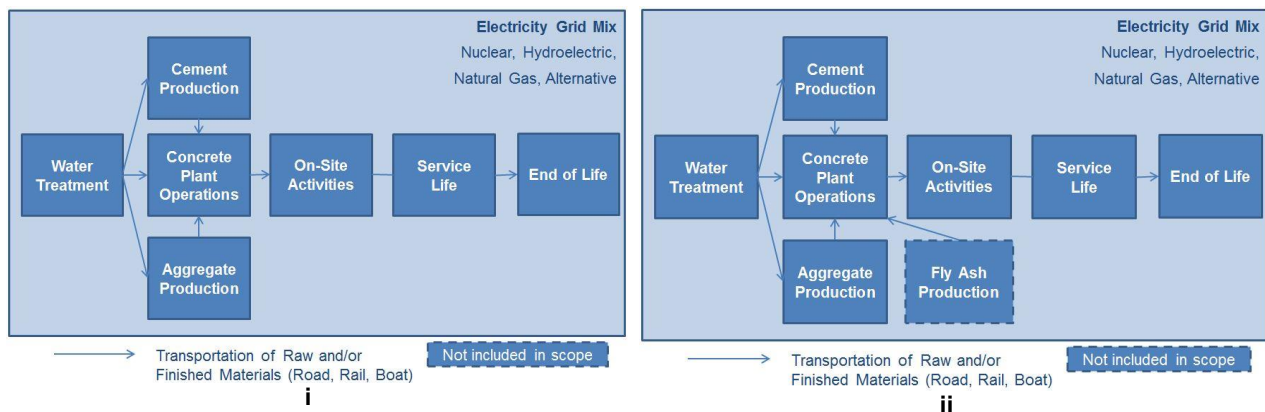 Electricity Grid Mix
Nuclear, Hydroelectric,
Natural Gas, Alternative
Cement
Production
Water
Treatment
Concrete
Plant
Operations
On-Site
Activities
Service
Life
End of Life
Aggregate
Production
Transportation of Raw and/or
Finished Materials (Road, Rail, Boat)
Not included in scope
i
Electricity Grid Mix
Nuclear, Hydroelectric,
Natural Gas, Alternative
Cement
Production
Water
Treatment
Concrete
Plant
Operations
On-Site
Activities
Service
Life
End of Life
Aggregate
Production
Fly Ash
Production
Transportation of Raw and/or
Finished Materials (Road, Rail, Boat)
Not included in scope
ii